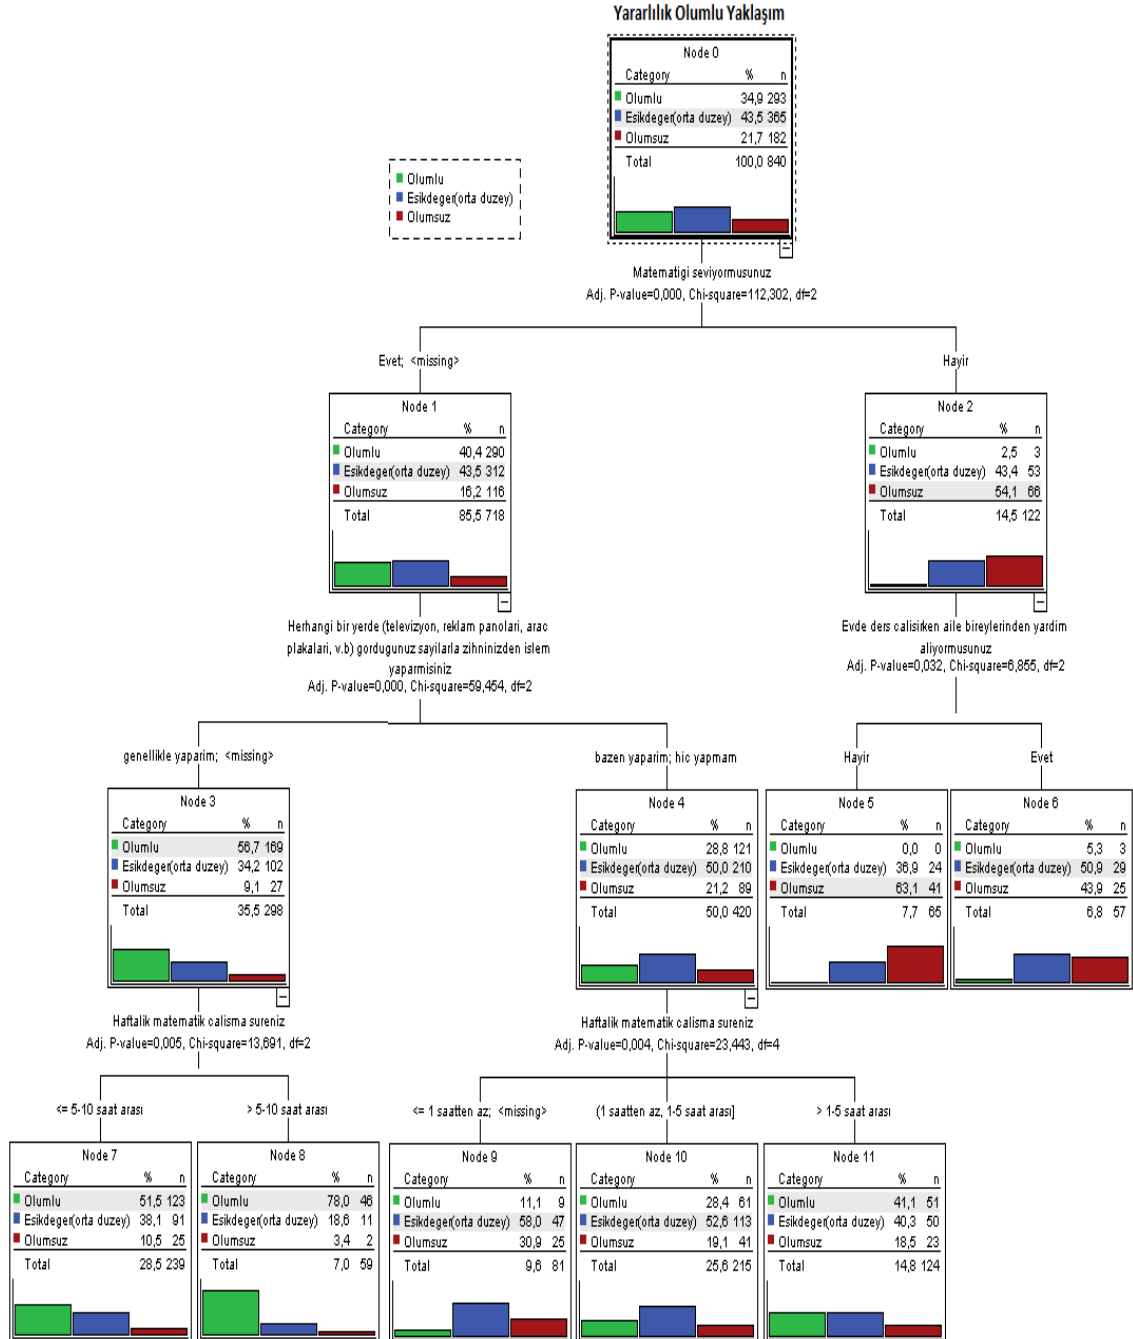 Yararlılık Olumlu Yaklaşım
Node 0
Category % n
Olumlu 34,9 293
Esikdeger(orta duzey) 43,5 365
Olumsuz 21,7 182
Total 100,0 840
Olumlu
Esikdeger(orta duzey)
Olumsuz
Matematigi seviyormusunuz
Adj. P-value=0,000, Chi-square=112,302, df=2
Evet; <missing>
Hayir
Node 1
Category % n
Olumlu 40,4 290
Esikdeger(orta duzey) 43,5 312
Olumsuz 16,2 116
Total 85,5 718
Node 2
Category % n
Olumlu 2,5 3
Esikdeger(orta duzey) 43,4 53
Olumsuz 54,1 66
Total 14,5 122
Herhangi bir yerde (televizyon, reklam panolari, arac
plakalari, v.b) gordugunuz sayilarla zihninizden islem
yaparmisiniz
Adj. P-value=0,000, Chi-square=59,454, df=2
Evde ders calisirken aile bireylerinden yardim
aliyormusunuz
Adj. P-value=0,032, Chi-square=6,855, df=2
genellikle yaparim; <missing>
bazen yaparim; hic yapmam
Hayir
Evet
Node 3
Category % n
Olumlu 56,7 169
Esikdeger(orta duzey) 34,2 102
Olumsuz 9,1 27
Total 35,5 298
Node 4
Category % n
Olumlu 28,8 121
Esikdeger(orta duzey) 50,0 210
Olumsuz 21,2 89
Total 50,0 420
Node 5
Category % n
Olumlu 0,0 0
Esikdeger(orta duzey) 36,9 24
Olumsuz 63,1 41
Total 7,7 65
Node 6
Category % n
Olumlu 5,3 3
Esikdeger(orta duzey) 50,9 29
Olumsuz 43,9 25
Total 6,8 57
Haftalik matematik calisma sureniz
Adj. P-value=0,005, Chi-square=13,691, df=2
Haftalik matematik calisma sureniz
Adj. P-value=0,004, Chi-square=23,443, df=4
<= 5-10 saat arası
> 5-10 saat arası
<= 1 saatten az; <missing>
(1 saatten az, 1-5 saat arası]
> 1-5 saat arası
Node 7
Category % n
Olumlu 51,5 123
Esikdeger(orta duzey) 38,1 91
Olumsuz 10,5 25
Total 28,5 239
Node 8
Category % n
Olumlu 78,0 46
Esikdeger(orta duzey) 18,6 11
Olumsuz 3,4 2
Total 7,0 59
Node 9
Category % n
Olumlu 11,1 9
Esikdeger(orta duzey) 58,0 47
Olumsuz 30,9 25
Total 9,6 81
Node 10
Category % n
Olumlu 28,4 61
Esikdeger(orta duzey) 52,6 113
Olumsuz 19,1 41
Total 25,6 215
Node 11
Category % n
Olumlu 41,1 51
Esikdeger(orta duzey) 40,3 50
Olumsuz 18,5 23
Total 14,8 124